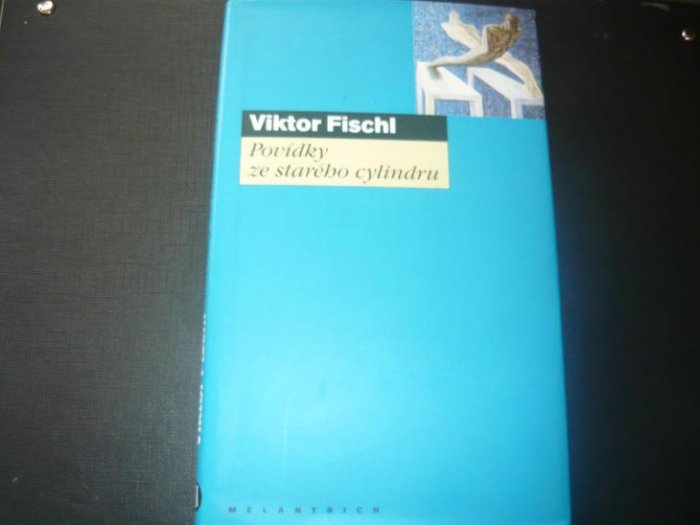 Viktor Fischl
Povídky
ze starého cylindru
MELANTRICH